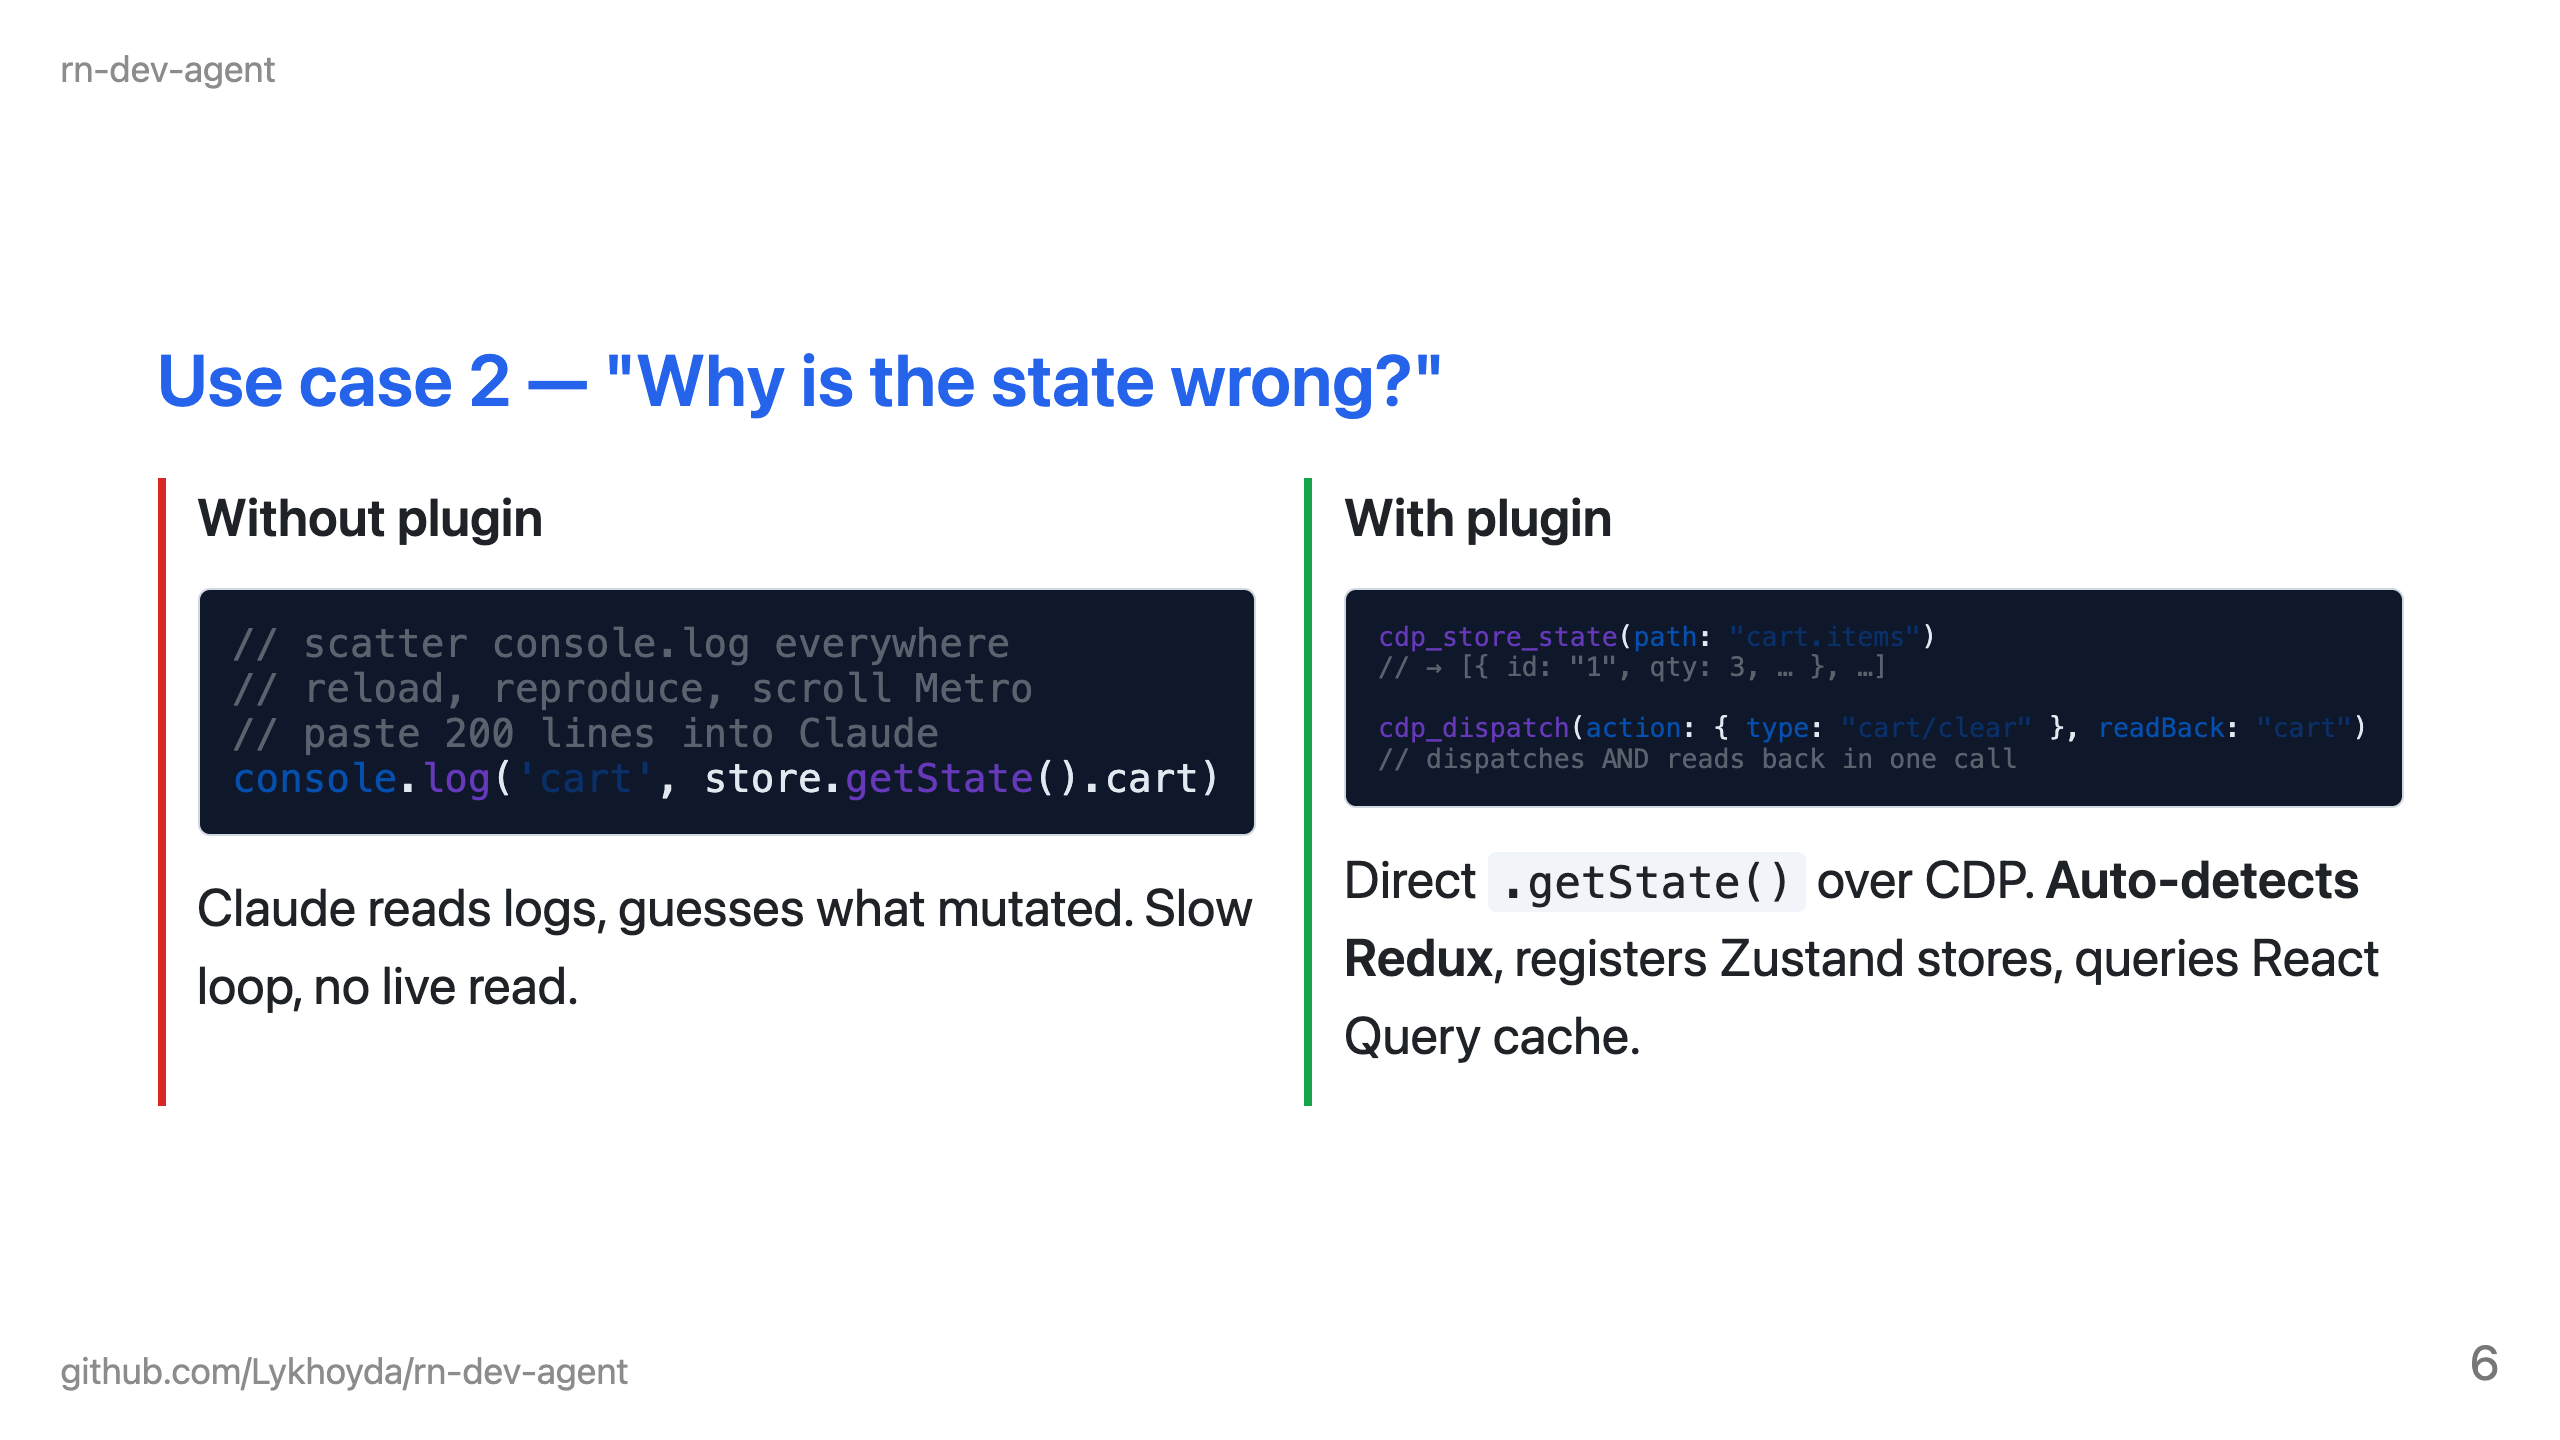 rn-dev-agent
Use case 2 — "Why is the state wrong?"
Without plugin
// scatter console.log everywhere
// reload, reproduce, scroll Metro
// paste 200 lines into Claude
console.log('cart', store.getState().cart)
Claude reads logs, guesses what mutated. Slow
loop, no live read.
With plugin
cdp_store_state(path: "cart.items")
// → [{ id: "1", qty: 3, … }, …]
cdp_dispatch(action: { type: "cart/clear" }, readBack: "cart")
// dispatches AND reads back in one call
Direct .getState() over CDP. Auto-detects
Redux, registers Zustand stores, queries React
Query cache.
github.com/Lykhoyda/rn-dev-agent
6